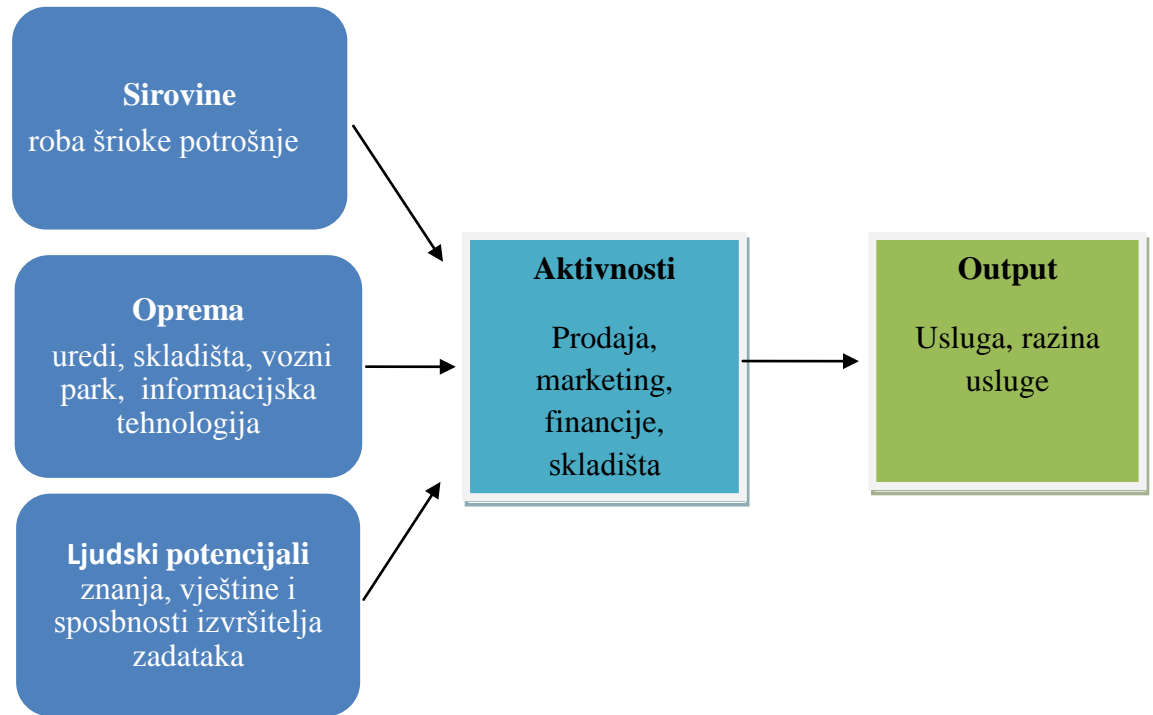 Sirovine
roba šrioke potrošnje
Oprema
uredi, skladišta, vozni
park, informacijska
tehnologija
Ljudski potencijali
znanja, vještine i
sposbnosti izvršitelja
zadataka
Aktivnosti
Prodaja,
marketing,
financije,
skladišta
Output
Usluga, razina
usluge